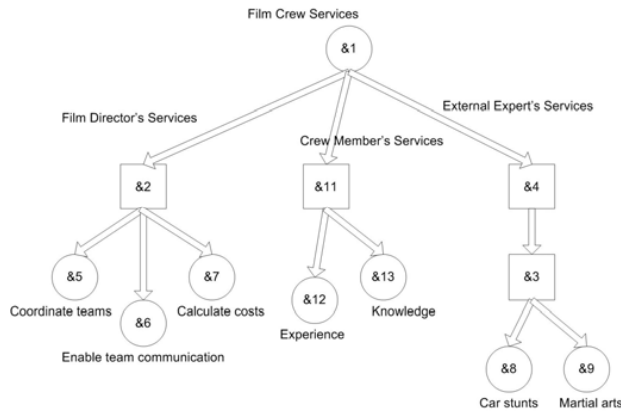 Film Crew Services
&1
External Expert's Services
Film Director's Services
Crew Member's Services
&2
&11
&4
&5
&7
&13
&3
&12
Coordinate teams
Calculate costs
Knowledge
&6
Experience
Enable team communication
&8
&9
Car stunts
Martial arts